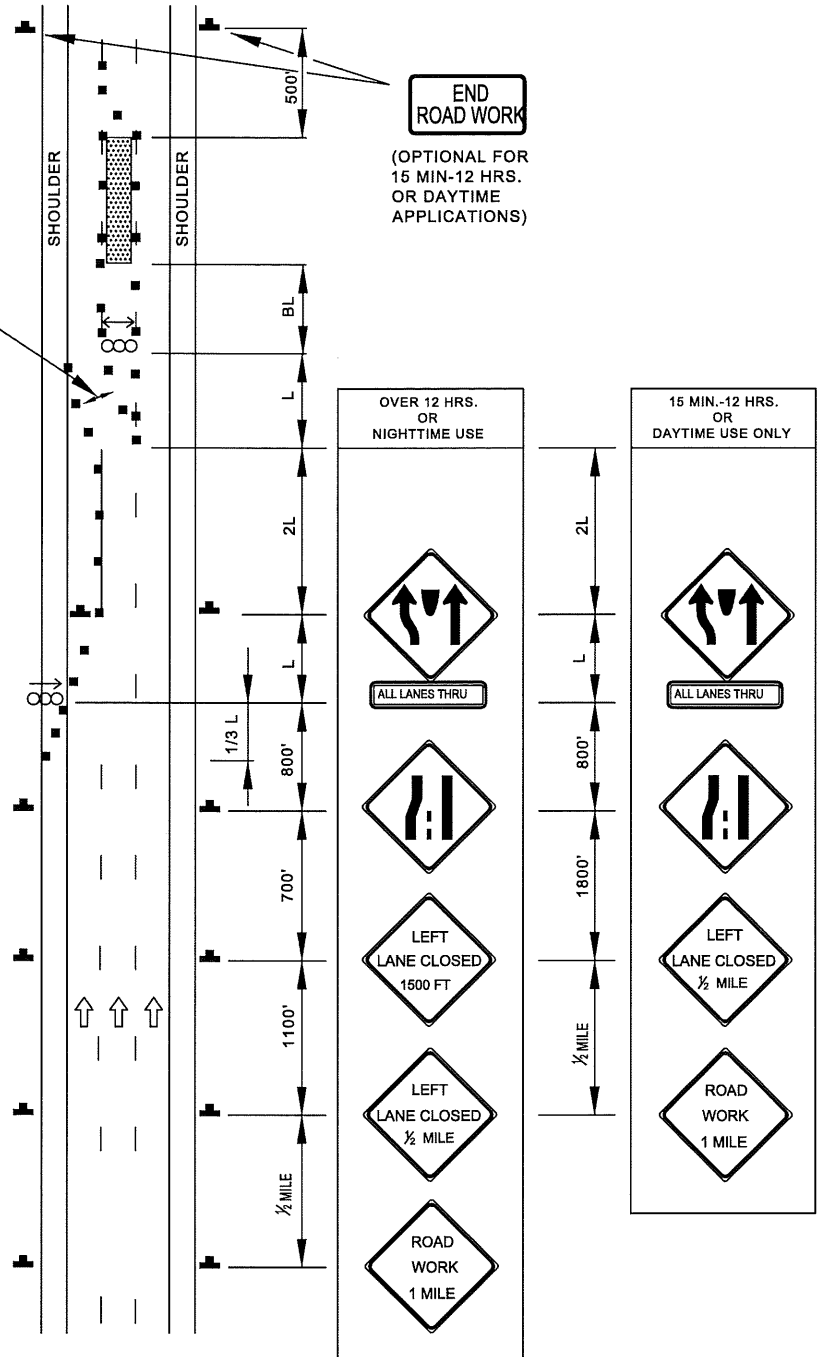 500'
END
ROAD WORK
(OPTIONAL FOR
15 MIN-12 HRS.
OR DAYTIME
APPLICATIONS)
SHOULDER
SHOULDER
BL
L
2L
L
1/3 L
800'
700'
1100'
½ MILE
OVER 12 HRS.
OR
NIGHTTIME USE
ALL LANES THRU
LEFT
LANE CLOSED
1500 FT
LEFT
LANE CLOSED
½ MILE
ROAD
WORK
1 MILE
2L
L
800'
1800'
½ MILE
15 MIN.-12 HRS.
OR
DAYTIME USE ONLY
ALL LANES THRU
LEFT
LANE CLOSED
½ MILE
ROAD
WORK
1 MILE